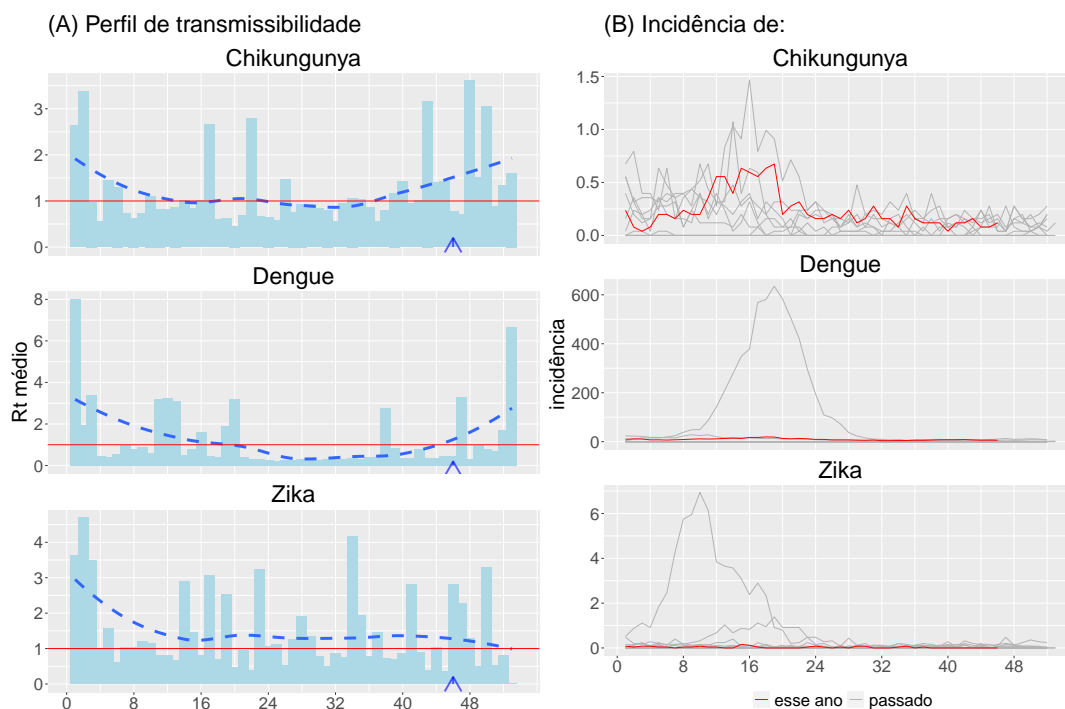 (A) Perfil de transmissibilidade
Chikungunya
3
2
1
0
Dengue
Rt médio
8
6
4
2
0
Zika
4
3
2
1
0
0 8 16 24 32 40 48
(B) Incidência de:
Chikungunya
1.5
1.0
0.5
0.0
Dengue
incidência
600
400
200
0
Zika
6
4
2
0
0 8 16 24 32 40 48
esse ano passado